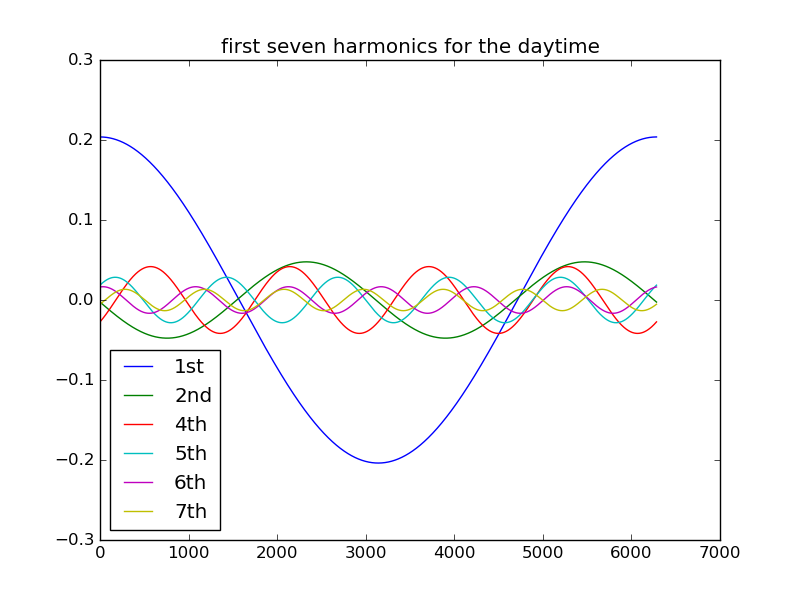 first seven harmonics for the daytime
0.3
0.2
0.1
0.0
−0.1
−0.2
−0.3
1st
2nd
4th
5th
6th
7th
0 1000 2000 3000 4000 5000 6000 7000